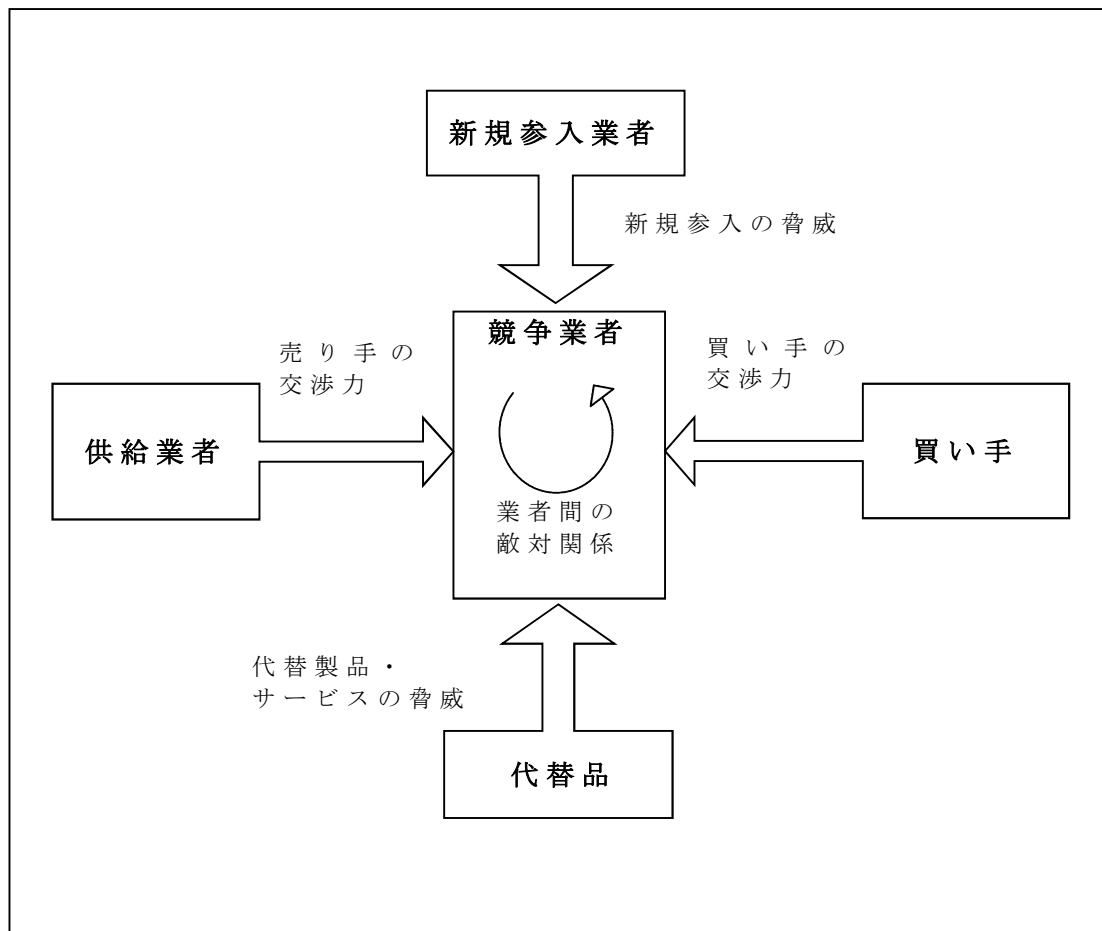 新規参入業者
新規参入の脅威
競争業者
売り手の
交渉力
買い手の
交渉力
供給業者
買い手
業者間の
敵対関係
代替製品・
サービスの脅威
代替品